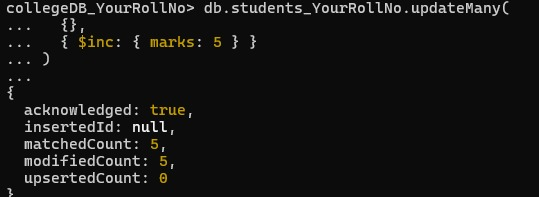 collegeDB_YourRollNo> db.students_YourRollNo.updateMany(
...   {},
...   { $inc: { marks: 5 } }
... )
...
{
  acknowledged: true,
  insertedId: null,
  matchedCount: 5,
  modifiedCount: 5,
  upsertedCount: 0
}